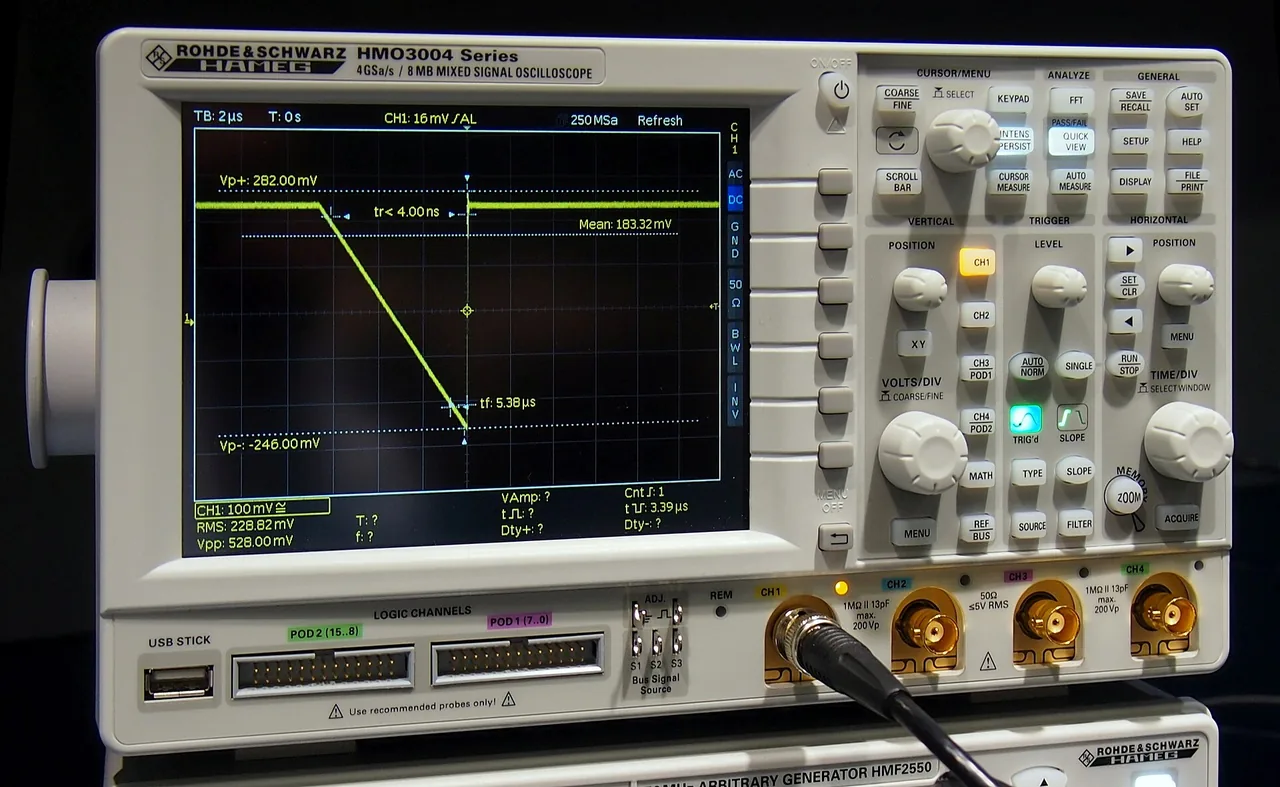 ROHDE & SCHWARZ
HAMEG
HMO3004 Series
4GSa/s / 8 MB MIXED SIGNAL OSCILLOSCOPE
TB: 2µs T: 0s CH1: 16 mV AL 250MSa Refresh
Vp+: 282.00mV
tr< 4.00ns
Mean: 183.32mV
tf: 5.38µs
Vp-: -246.00mV
1
T
CH1: 100mV
RMS: 228.82mV
Vpp: 528.00mV
T: ?
f: ?
VAmp: ?
t: ?
Dty+: ?
Cnt: 1
t: 3.39µs
Dty-: ?
CH1
AC
DC
GND
50
Ω
BWL
INV
ON/OFF
MENU
OFF
CURSOR/MENU
COARSE
FINE
SELECT
KEYPAD
INTENS
PERSIST
SCROLL
BAR
CURSOR
MEASURE
ANALYZE
FFT
PASS/FAIL
QUICK
VIEW
AUTO
MEASURE
GENERAL
SAVE
RECALL
AUTO
SET
SETUP
HELP
DISPLAY
FILE
PRINT
VERTICAL
POSITION
CH1
CH2
XY
CH3
POD1
VOLTS/DIV
COARSE/FINE
CH4
POD2
MATH
MENU
REF
BUS
TRIGGER
LEVEL
AUTO
NORM
SINGLE
TRIG'd
SLOPE
TYPE
SLOPE
SOURCE
FILTER
HORIZONTAL
POSITION
SET
CLR
MENU
RUN
STOP
TIME/DIV
SELECT WINDOW
MEMORY
ZOOM
ACQUIRE
USB STICK
LOGIC CHANNELS
POD 2 (15..8)
POD 1 (7..0)
Use recommended probes only!
ADJ.
S1 S2 S3
Bus Signal
Source
REM
CH1
CH2
1MΩ II 13pF
max.
200 Vp
CH3
50Ω
≤5V RMS
CH4
1MΩ II 13pF
max.
200 Vp
ARBITRARY GENERATOR HMF2550
ROHDE & SCHWARZ
HAMEG